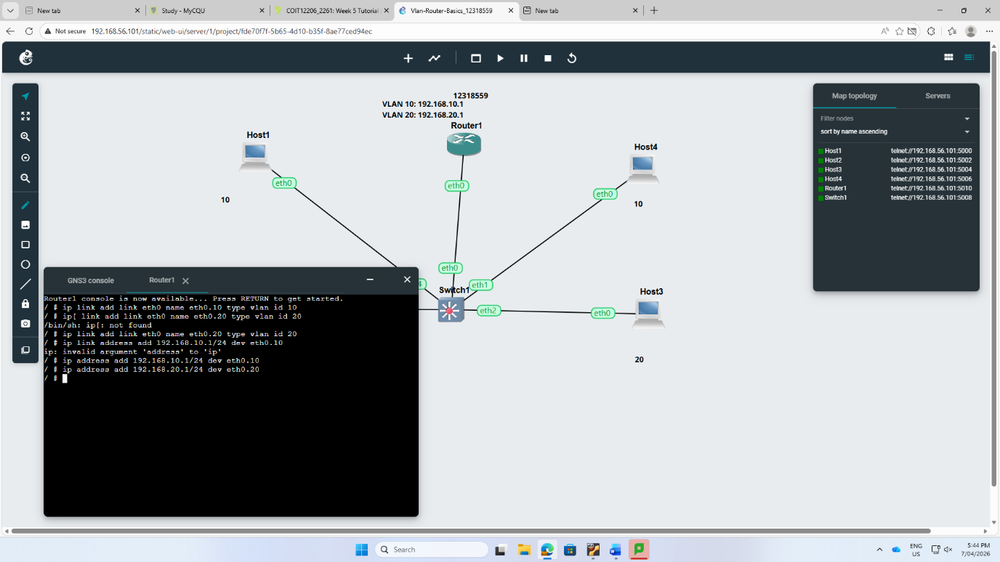 New tab
Study - MyCQU
COIT12206_2261: Week 5 Tutorial
Vlan-Router-Basics_12318559
New tab
Not secure
192.168.56.101/static/web-ui/server/1/project/fde70f7f-5b65-4d10-b35f-8ae77ced94ec
12318559
VLAN 10: 192.168.10.1
VLAN 20: 192.168.20.1
Router1
Host1
Host4
eth0
eth0
eth0
10
10
eth0
eth1
4
Switch1
Host3
eth2
eth0
20
Map topology
Servers
Filter nodes
sort by name ascending
Host1 telnet://192.168.56.101:5000
Host2 telnet://192.168.56.101:5002
Host3 telnet://192.168.56.101:5004
Host4 telnet://192.168.56.101:5006
Router1 telnet://192.168.56.101:5010
Switch1 telnet://192.168.56.101:5008
GNS3 console
Router1
Router1 console is now available... Press RETURN to get started.
/ # ip link add link eth0 name eth0.10 type vlan id 10
/ # ip[ link add link eth0 name eth0.20 type vlan id 20
/bin/sh: ip[: not found
/ # ip link add link eth0 name eth0.20 type vlan id 20
/ # ip link address add 192.168.10.1/24 dev eth0.10
ip: invalid argument 'address' to 'ip'
/ # ip address add 192.168.10.1/24 dev eth0.10
/ # ip address add 192.168.20.1/24 dev eth0.20
/ #
Search
ENG
US
5:44 PM
7/04/2026